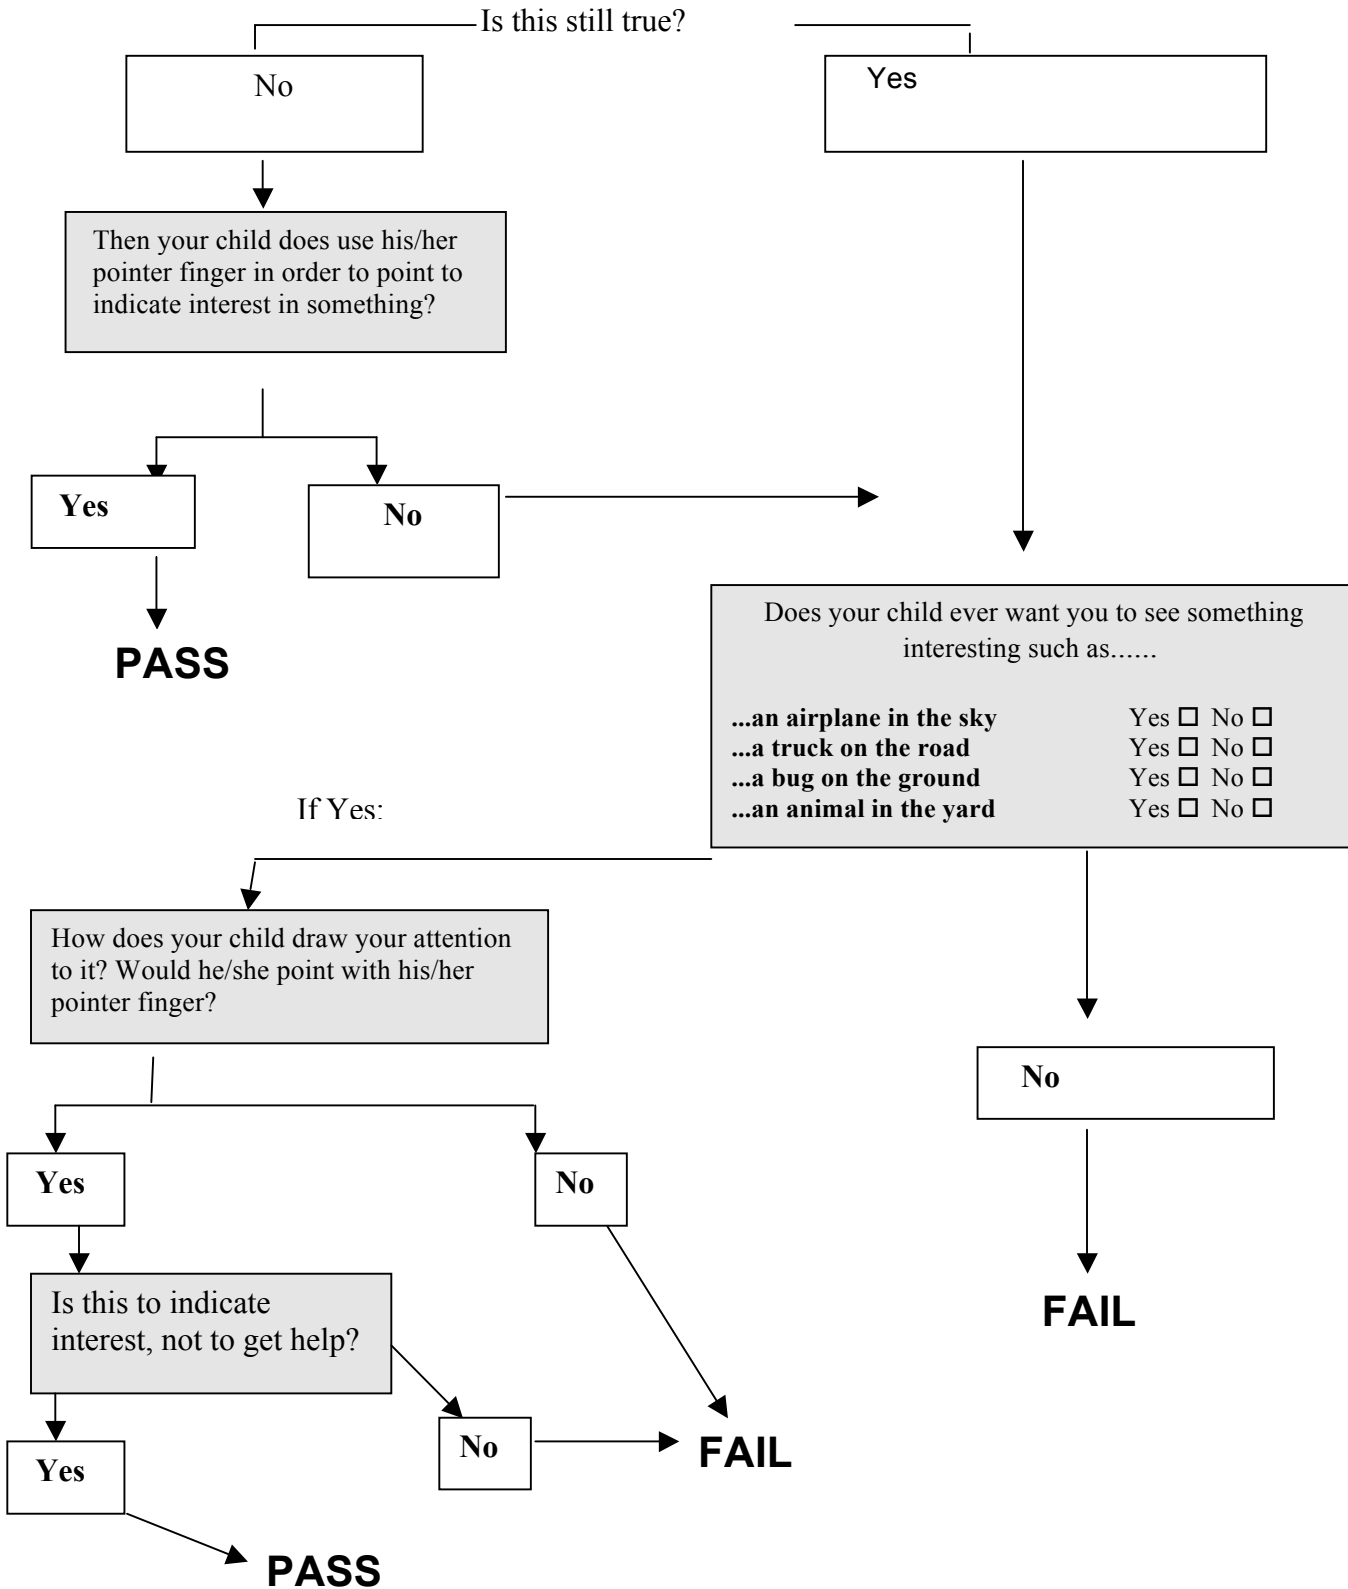 Is this still true?
No
Yes
Then your child does use his/her
pointer finger in order to point to
indicate interest in something?
Yes
No
PASS
Does your child ever want you to see something
interesting such as......
...an airplane in the sky Yes ☐ No ☐
...a truck on the road Yes ☐ No ☐
...a bug on the ground Yes ☐ No ☐
...an animal in the yard Yes ☐ No ☐
If Yes:
How does your child draw your attention
to it? Would he/she point with his/her
pointer finger?
No
Yes
No
Is this to indicate
interest, not to get help?
FAIL
Yes
No
FAIL
PASS